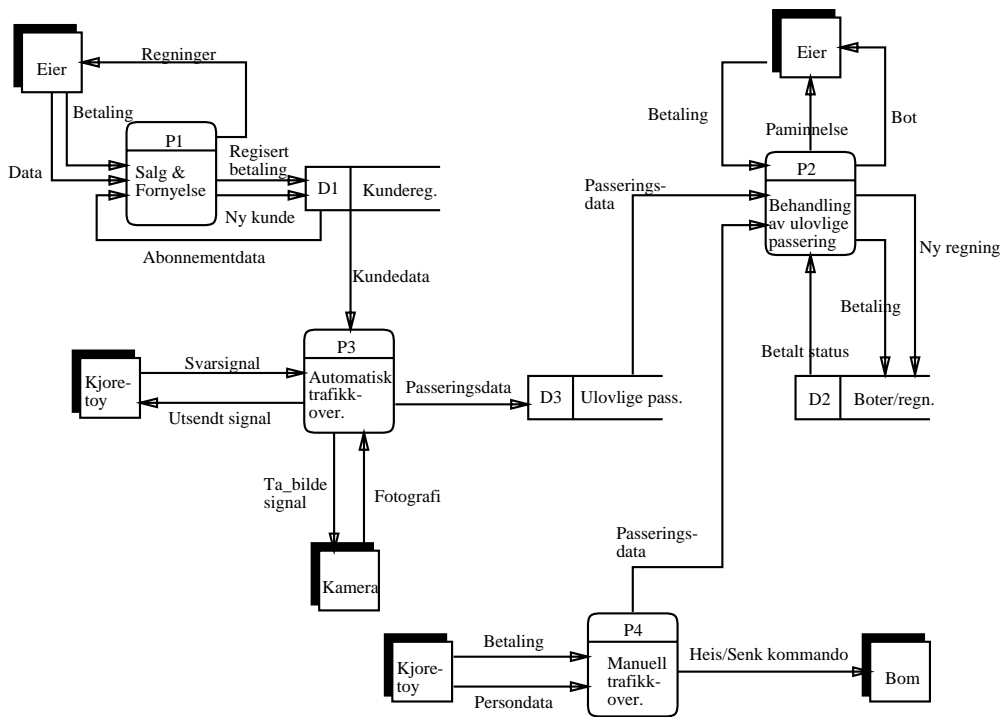 Eier
Regninger
Betaling
Data
P1
Salg &
Fornyelse
Regisert
betaling
Ny kunde
D1
Kundereg.
Abonnementdata
Kundedata
Eier
Betaling
Bot
Paminnelse
P2
Behandling
av ulovlige
passering
Passerings-
data
Ny regning
Betaling
Betalt status
D2
Boter/regn.
P3
Automatisk
trafikk-
over.
Kjore-
toy
Svarsignal
Utsendt signal
Passeringsdata
D3
Ulovlige pass.
Ta_bilde
signal
Fotografi
Kamera
Passerings-
data
P4
Manuell
trafikk-
over.
Kjore-
toy
Betaling
Persondata
Heis/Senk kommando
Bom